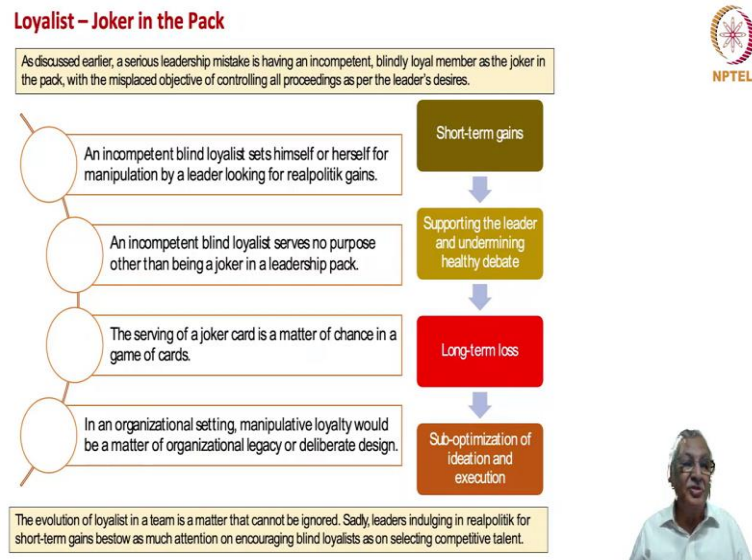 Loyalist – Joker in the Pack
As discussed earlier, a serious leadership mistake is having an incompetent, blindly loyal member as the joker in
the pack, with the misplaced objective of controlling all proceedings as per the leader's desires.
NPTEL
An incompetent blind loyalist sets himself or herself for
manipulation by a leader looking for realpolitik gains.
An incompetent blind loyalist serves no purpose
other than being a joker in a leadership pack.
The serving of a joker card is a matter of chance in a
game of cards.
In an organizational setting, manipulative loyalty would
be a matter of organizational legacy or deliberate design.
Short-term gains
Supporting the leader
and undermining
healthy debate
Long-term loss
Sub-optimization of
ideation and
execution
The evolution of loyalist in a team is a matter that cannot be ignored. Sadly, leaders indulging in realpolitik for
short-term gains bestow as much attention on encouraging blind loyalists as on selecting competitive talent.